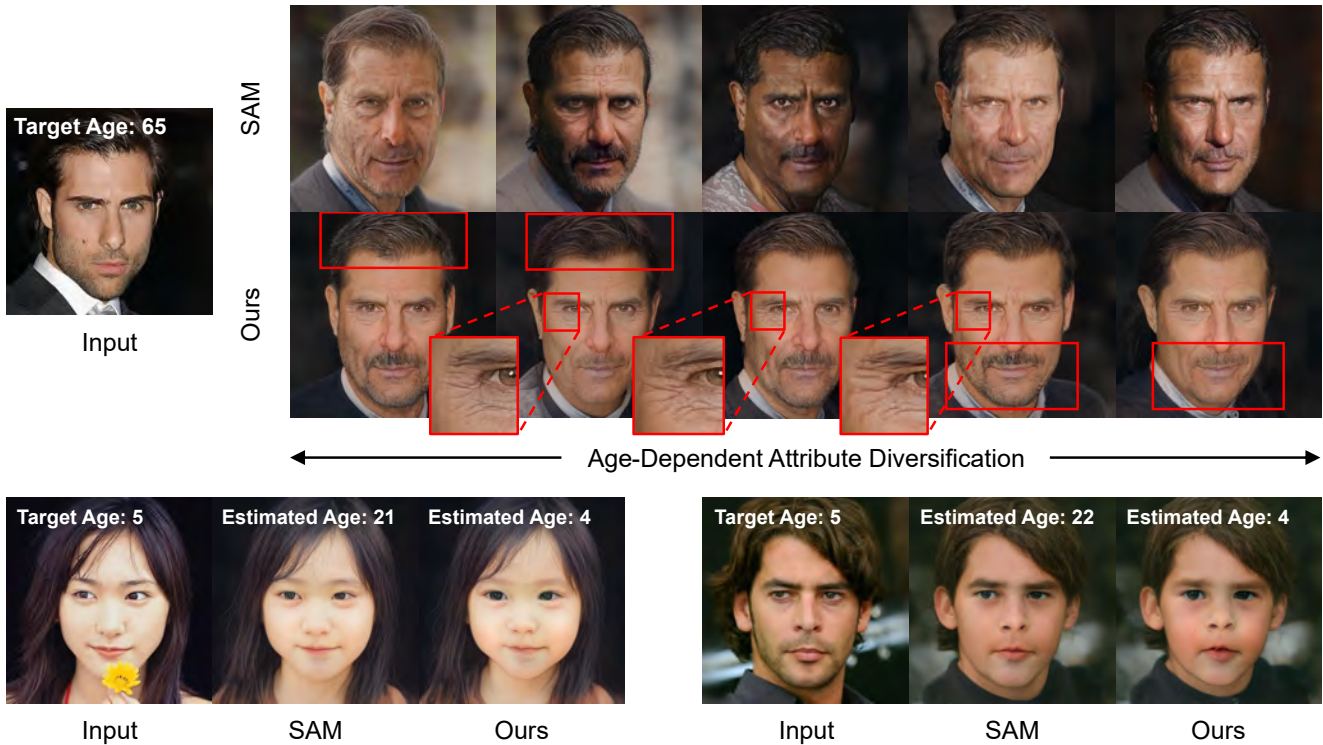 SAM
Target Age: 65
Input
Ours
Age-Dependent Attribute Diversification
Target Age: 5
Estimated Age: 21
Estimated Age: 4
Input
SAM
Ours
Target Age: 5
Estimated Age: 22
Estimated Age: 4
Input
SAM
Ours